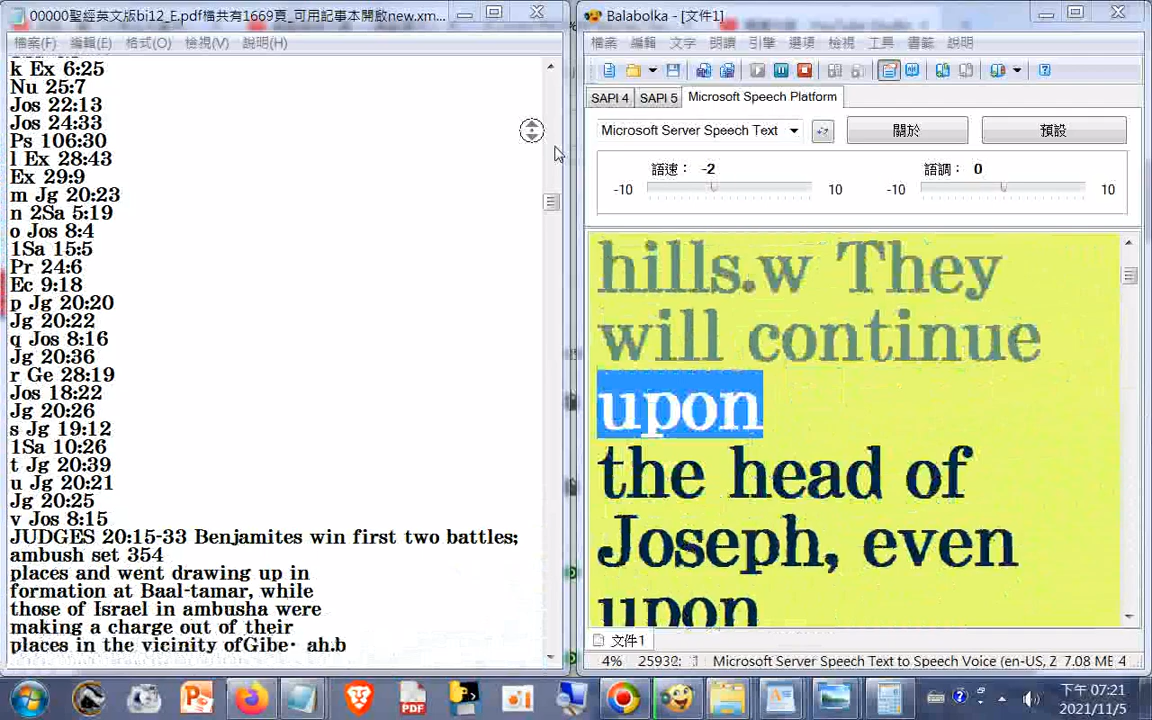 00000聖經英文版bi12_E.pdf檔共有1669頁_可用記事本開啟new.xm...
檔案(F) 編輯(E) 格式(O) 檢視(V) 說明(H)
k Ex 6:25
Nu 25:7
Jos 22:13
Jos 24:33
Ps 106:30
l Ex 28:43
Ex 29:9
m Jg 20:23
n 2Sa 5:19
o Jos 8:4
1Sa 15:5
Pr 24:6
Ec 9:18
p Jg 20:20
Jg 20:22
q Jos 8:16
Jg 20:36
r Ge 28:19
Jos 18:22
Jg 20:26
s Jg 19:12
1Sa 10:26
t Jg 20:39
u Jg 20:21
Jg 20:25
v Jos 8:15
JUDGES 20:15-33 Benjamites win first two battles;
ambush set 354
places and went drawing up in
formation at Baal-tamar, while
those of Israel in ambusha were
making a charge out of their
places in the vicinity ofGibe· ah.b
Balabolka - [文件1]
檔案 編輯 文字 朗讀 引擎 選項 檢視 工具 書籤 說明
SAPI 4 SAPI 5 Microsoft Speech Platform
Microsoft Server Speech Text 關於 預設
語速： -2 語調： 0
-10 10 -10 10
hills.w They
will continue
upon
the head of
Joseph, even
upon
文件1
4% 25932: 1 Microsoft Server Speech Text to Speech Voice (en-US, Z 7.08 ME 4
PDF
下午 07:21
2021/11/5